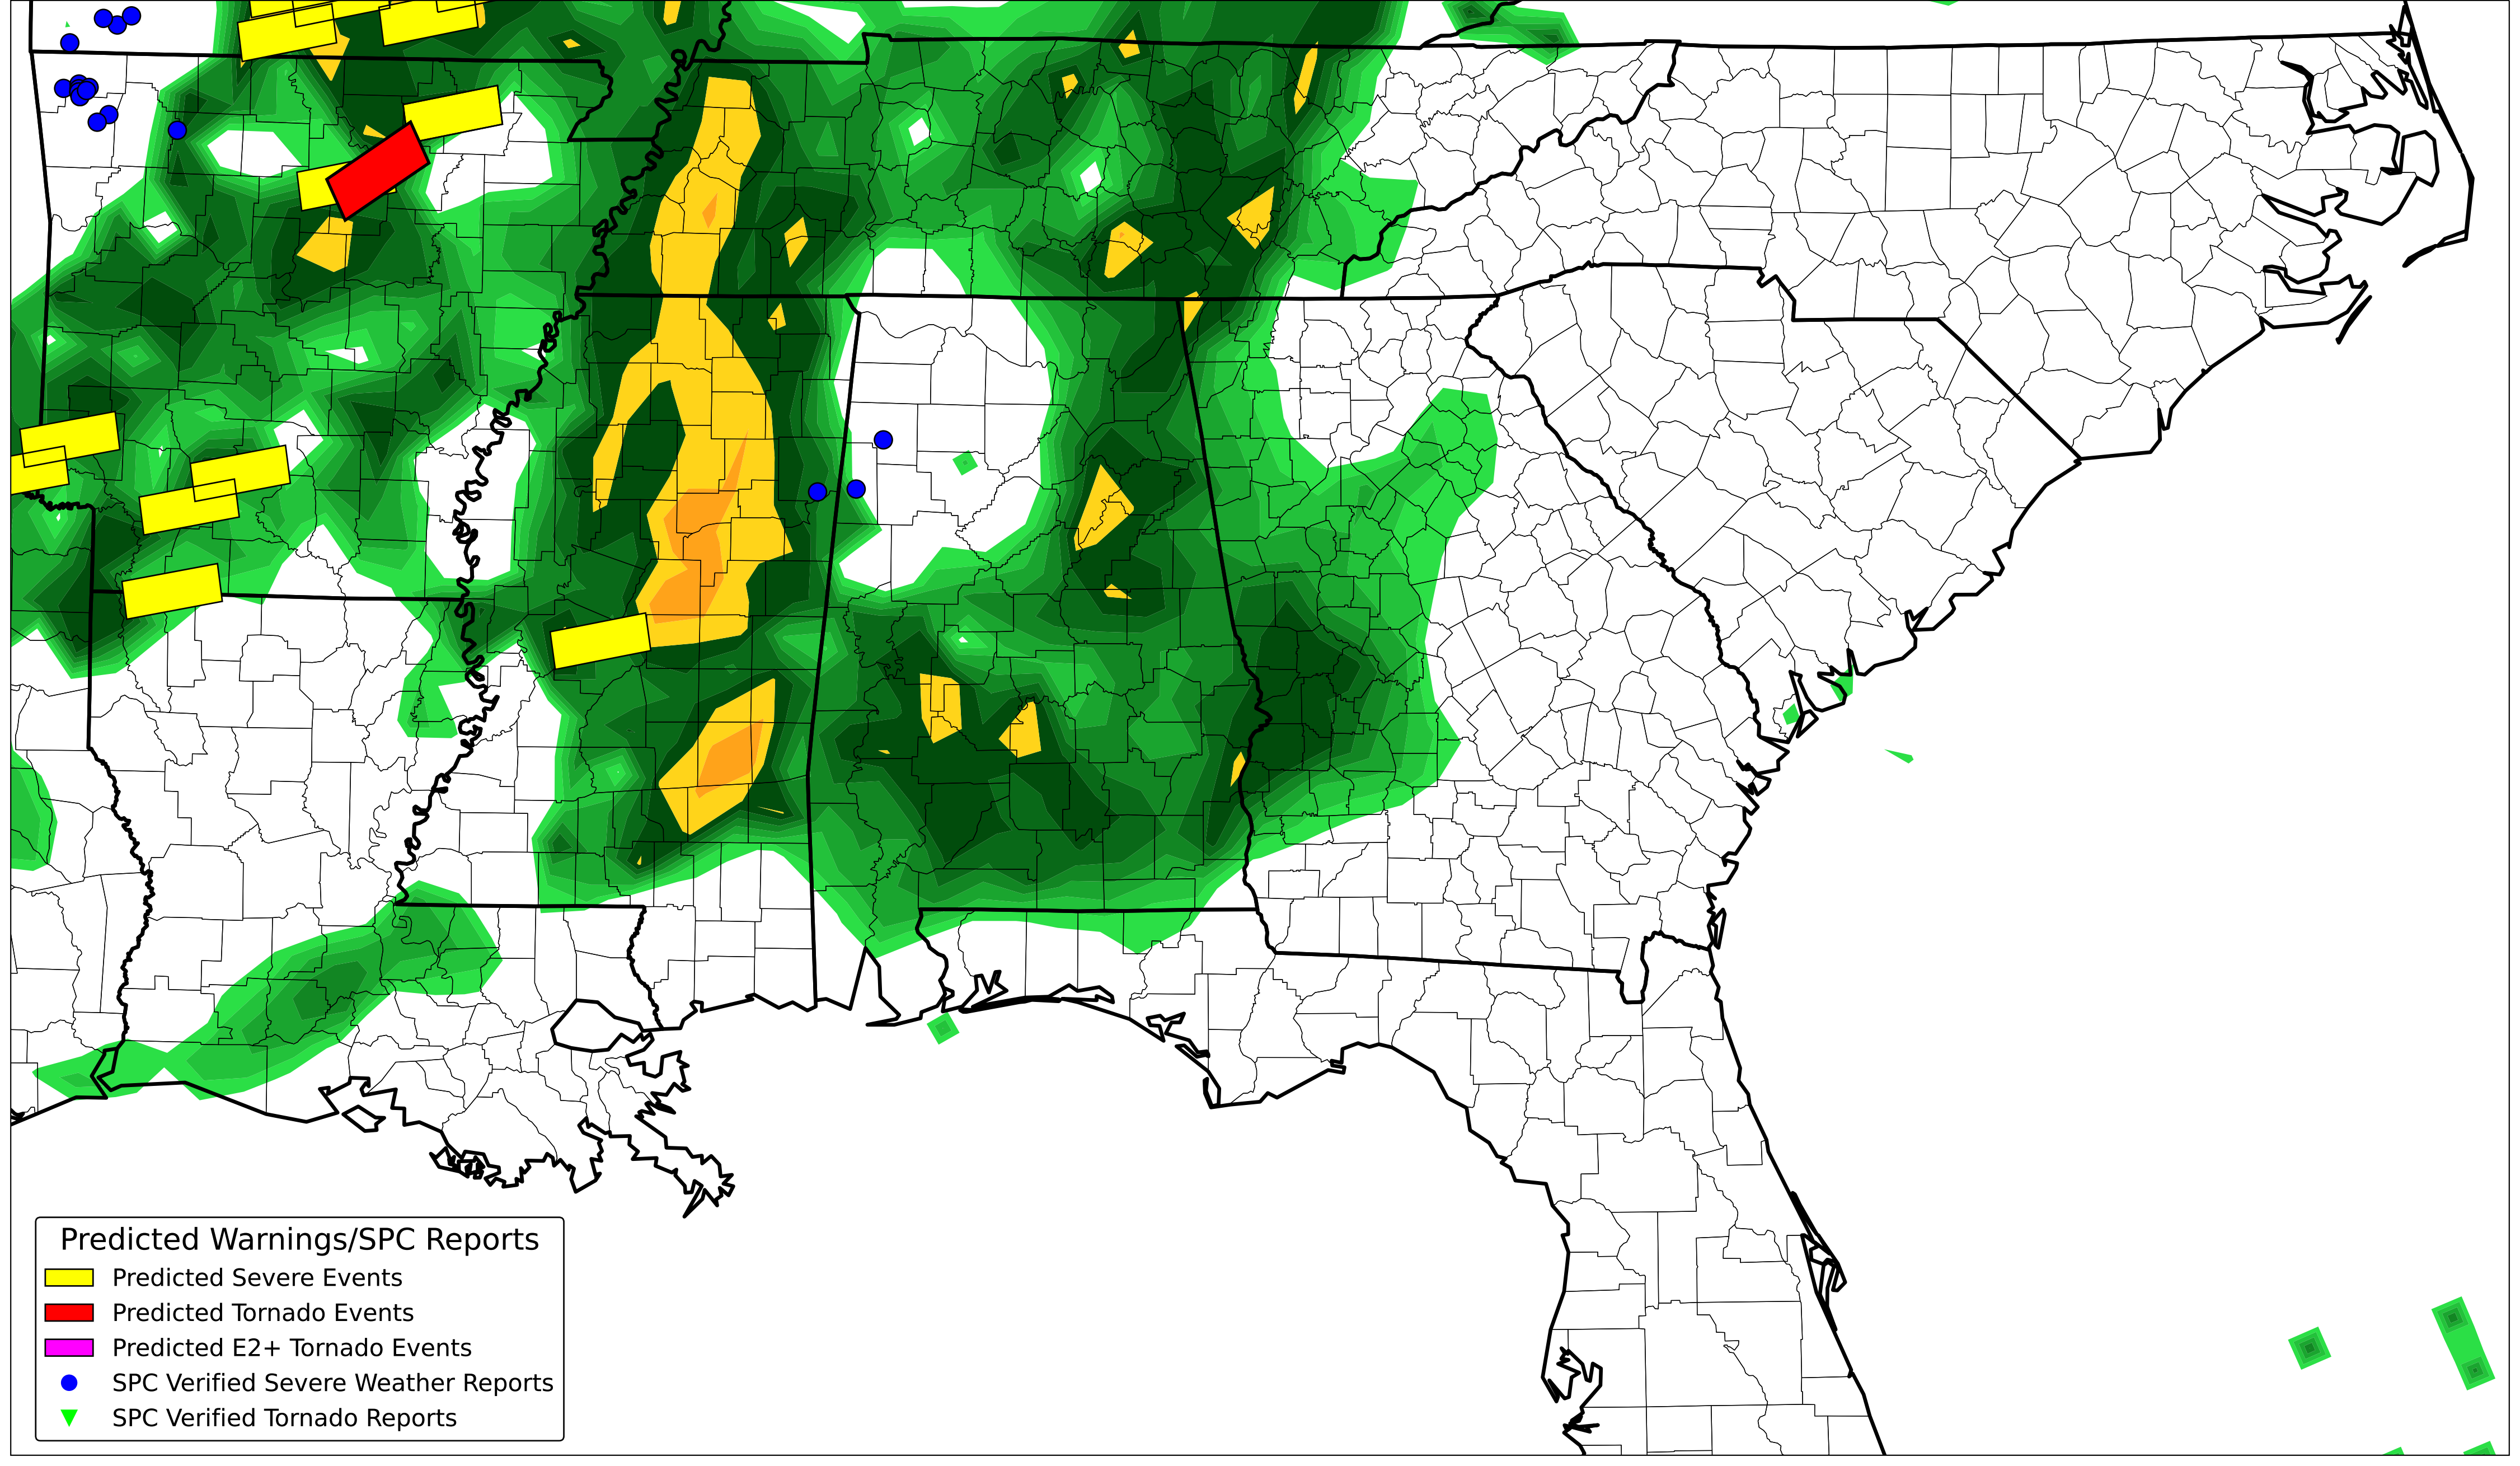 Predicted Warnings/SPC Reports
Predicted Severe Events
Predicted Tornado Events
Predicted E2+ Tornado Events
SPC Verified Severe Weather Reports
SPC Verified Tornado Reports